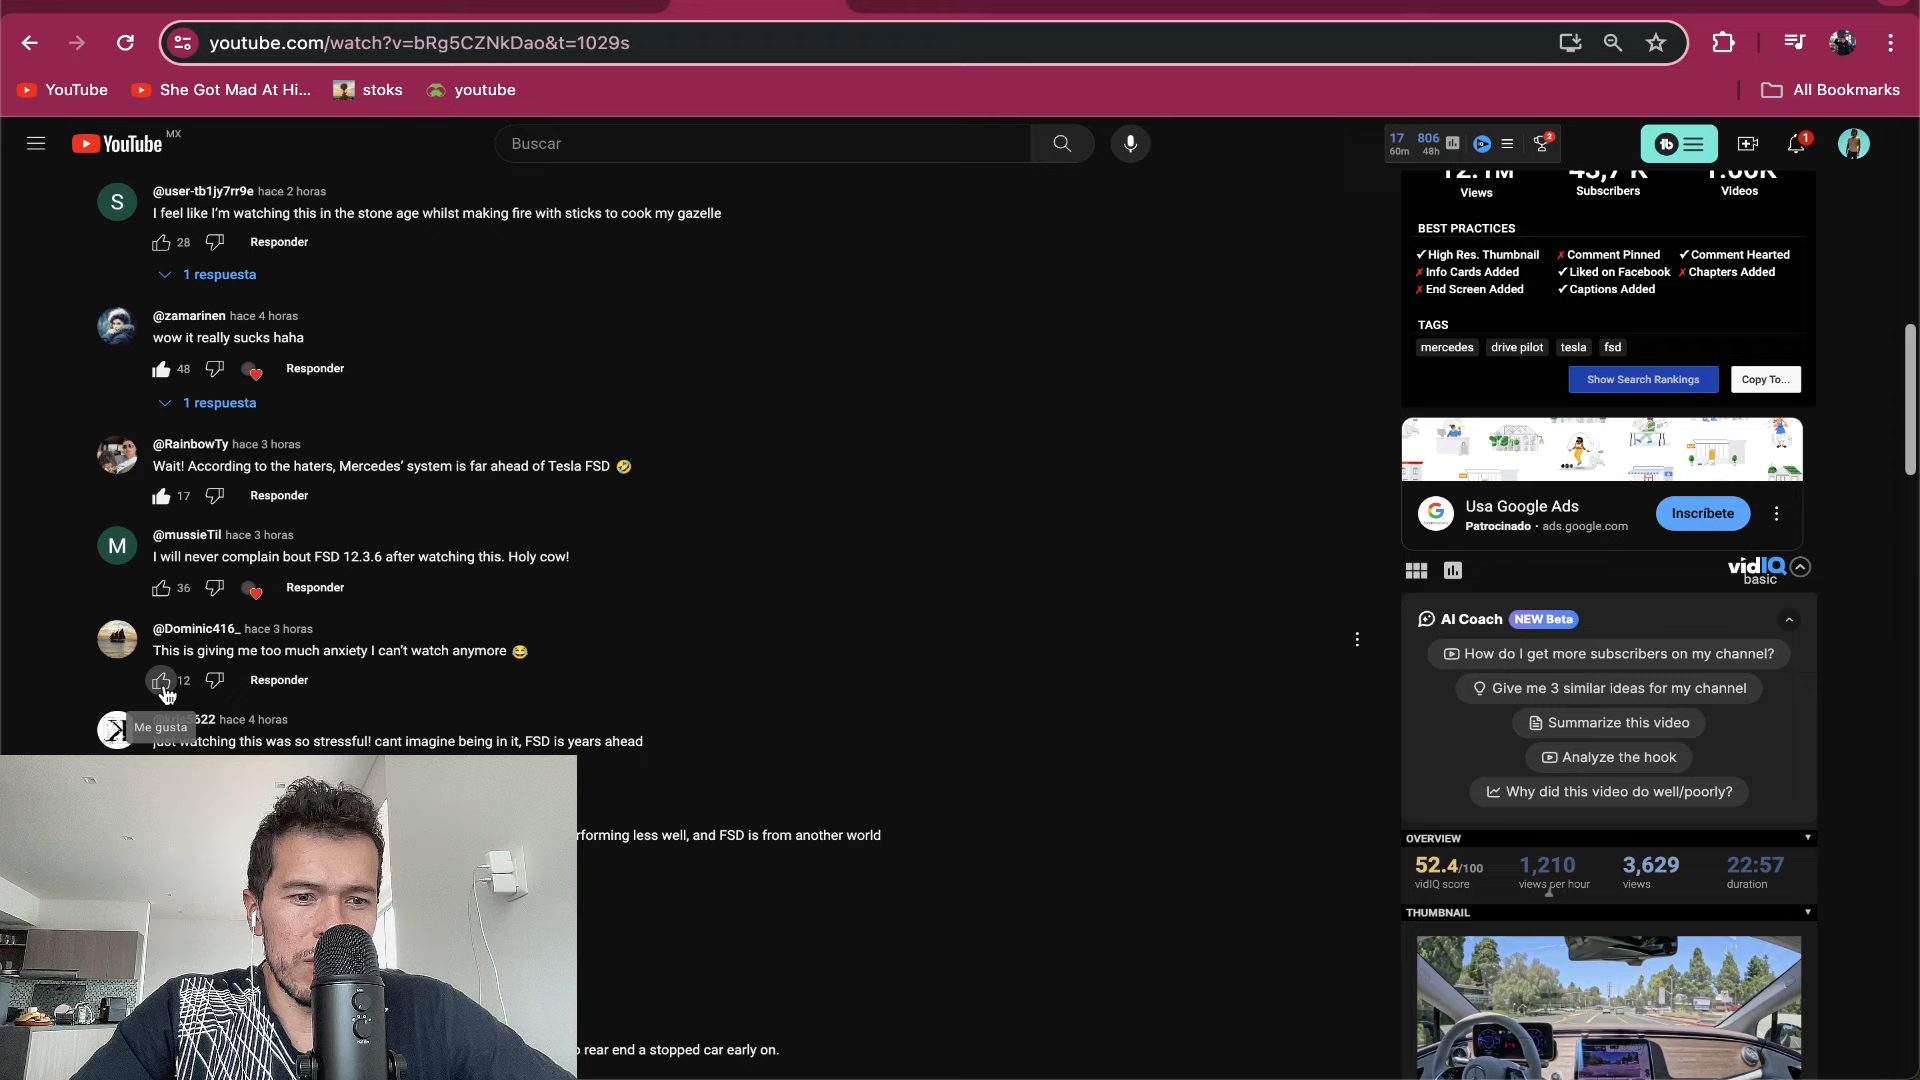 youtube.com/watch?v=bRg5CZNkDao&t=1029s
YouTube
She Got Mad At Hi...
stoks
youtube
All Bookmarks
YouTube MX
Buscar
17 60m
806 48h
2
1
@user-tb1jy7rr9e hace 2 horas
I feel like I'm watching this in the stone age whilst making fire with sticks to cook my gazelle
28
Responder
1 respuesta
@zamarinen hace 4 horas
wow it really sucks haha
48
Responder
1 respuesta
@RainbowTy hace 3 horas
Wait! According to the haters, Mercedes' system is far ahead of Tesla FSD 🤣
17
Responder
M
@mussieTil hace 3 horas
I will never complain bout FSD 12.3.6 after watching this. Holy cow!
36
Responder
@Dominic416_ hace 3 horas
This is giving me too much anxiety I can't watch anymore 😂
12
Responder
Me gusta
K
622 hace 4 horas
just watching this was so stressful! cant imagine being in it, FSD is years ahead
rforming less well, and FSD is from another world
rear end a stopped car early on.
S
12.1M
Views
43,7 K
Subscribers
Videos
BEST PRACTICES
✓ High Res. Thumbnail
✗ Comment Pinned
✓ Comment Hearted
✗ Info Cards Added
✓ Liked on Facebook
✗ Chapters Added
✗ End Screen Added
✓ Captions Added
TAGS
mercedes
drive pilot
tesla
fsd
Show Search Rankings
Copy To...
Usa Google Ads
Patrocinado · ads.google.com
Inscríbete
vidIQ
basic
AI Coach NEW Beta
How do I get more subscribers on my channel?
Give me 3 similar ideas for my channel
Summarize this video
Analyze the hook
Why did this video do well/poorly?
OVERVIEW
52.4/100
vidIQ score
1,210
views per hour
3,629
views
22:57
duration
THUMBNAIL